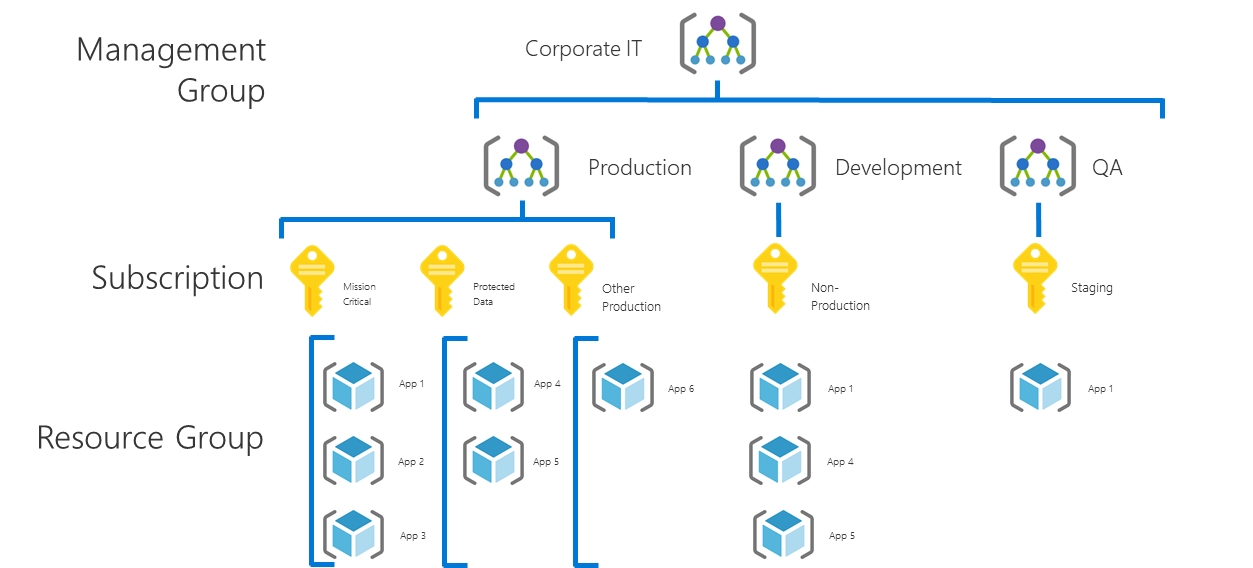 Management
Group
Corporate IT
Production
Development
QA
Subscription
Mission
Critical
Protected
Data
Other
Production
Non-
Production
Staging
Resource Group
App 1
App 4
App 6
App 1
App 1
App 2
App 5
App 4
App 3
App 5